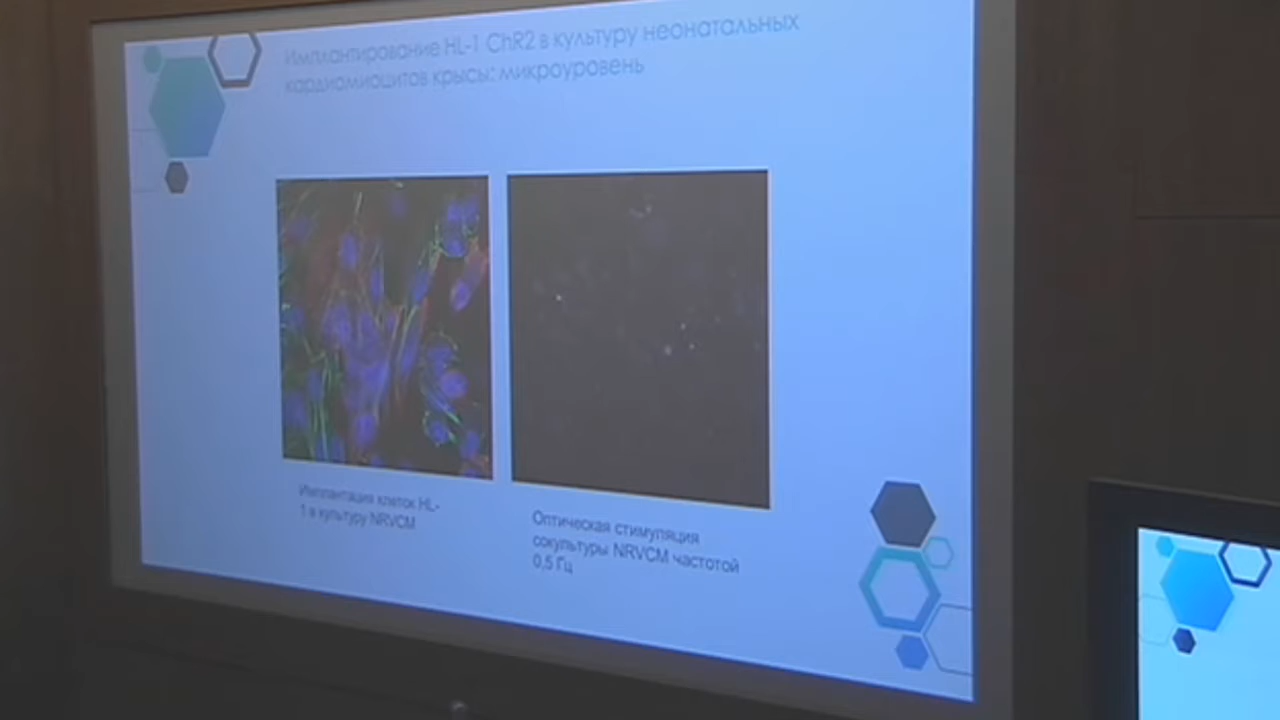 Имплантирование HL-1 ChR2 в культуру неонатальных
кардиомиоцитов крысы: микроуровень
Имплантация клеток HL-
1 в культуру NRVCM
Оптическая стимуляция
сокультуры NRVCM частотой
0,5 Гц